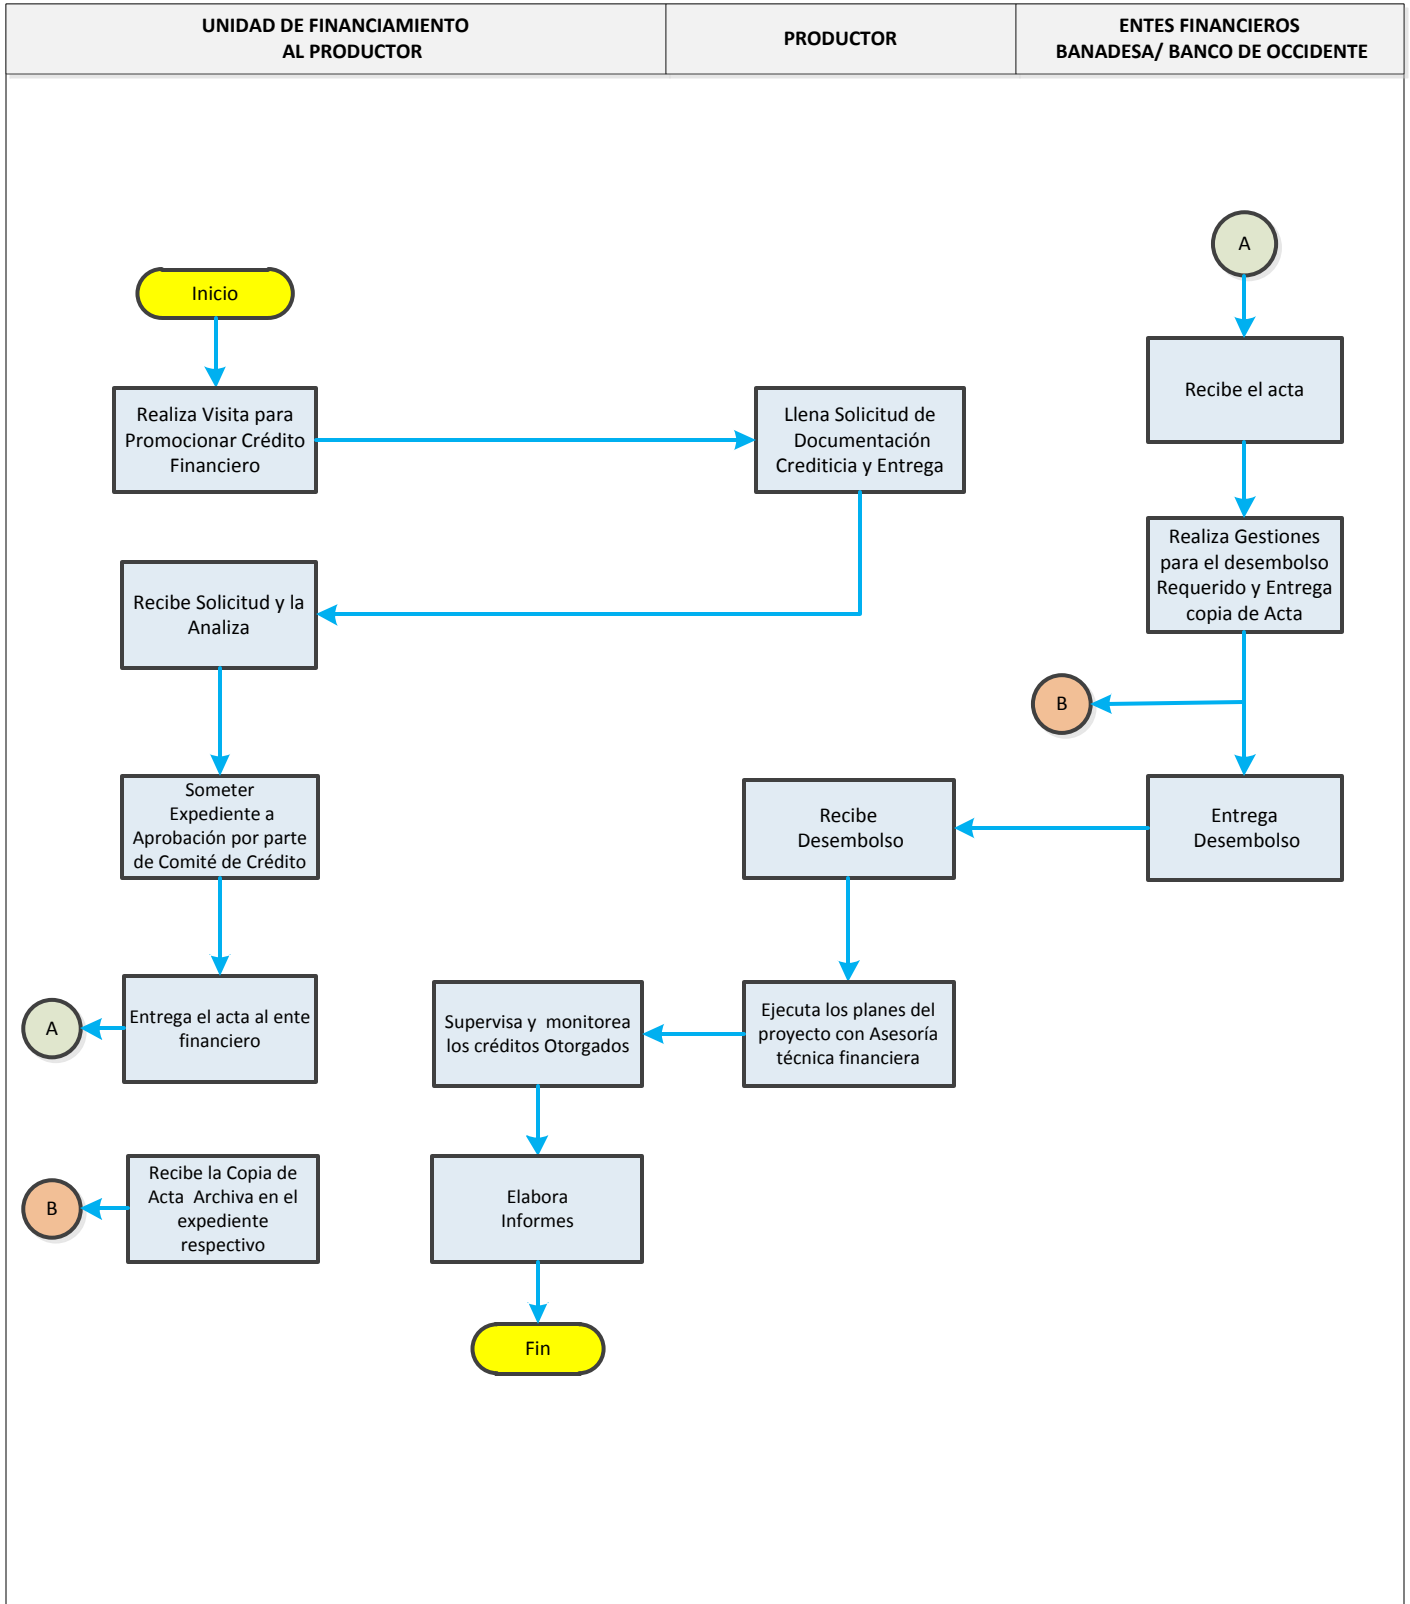 UNIDAD DE FINANCIAMIENTO
AL PRODUCTOR
PRODUCTOR
ENTES FINANCIEROS
BANADESA/ BANCO DE OCCIDENTE
A
Inicio
Recibe el acta
Realiza Visita para
Promocionar Crédito
Financiero
Llena Solicitud de
Documentación
Crediticia y Entrega
Realiza Gestiones
para el desembolso
Requerido y Entrega
copia de Acta
Recibe Solicitud y la
Analiza
B
Someter
Expediente a
Aprobación por parte
de Comité de Crédito
Recibe
Desembolso
Entrega
Desembolso
A
Entrega el acta al ente
financiero
Supervisa y  monitorea
los créditos Otorgados
Ejecuta los planes del
proyecto con Asesoría
técnica financiera
B
Recibe la Copia de
Acta  Archiva en el
expediente
respectivo
Elabora
Informes
Fin